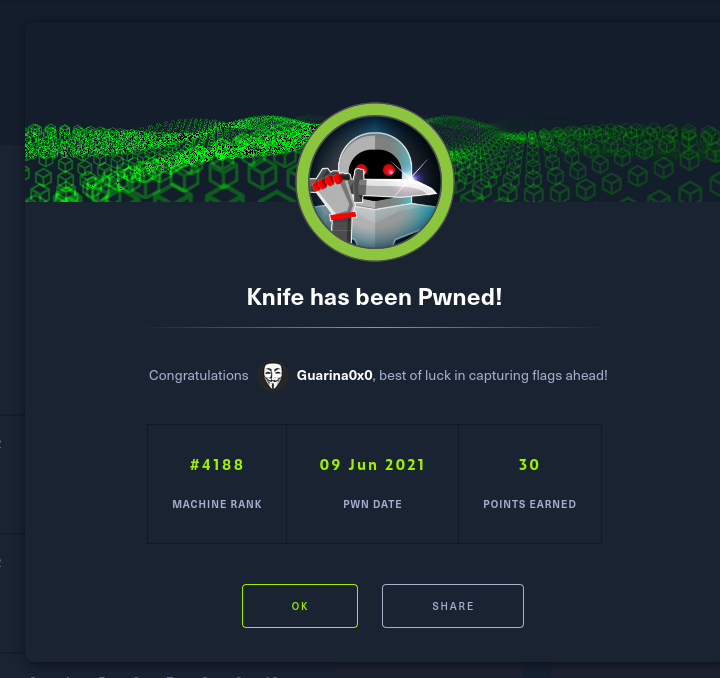 Knife has been Pwned!
Congratulations Guarina0x0, best of luck in capturing flags ahead!
#4188 09 Jun 2021 30
MACHINE RANK PWN DATE POINTS EARNED
OK SHARE